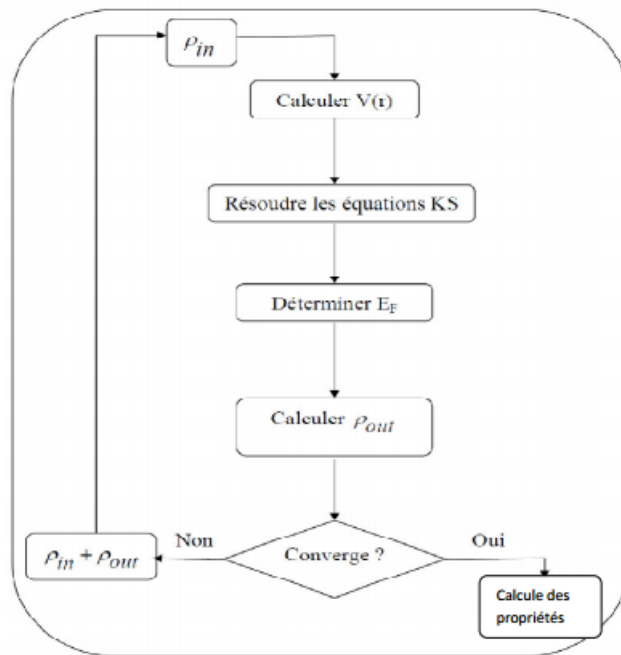 ρin
Calculer V(r)
Résoudre les équations KS
Déterminer EF
Calculer ρout
Converge ?
Non
Oui
ρin + ρout
Calcule des
propriétés